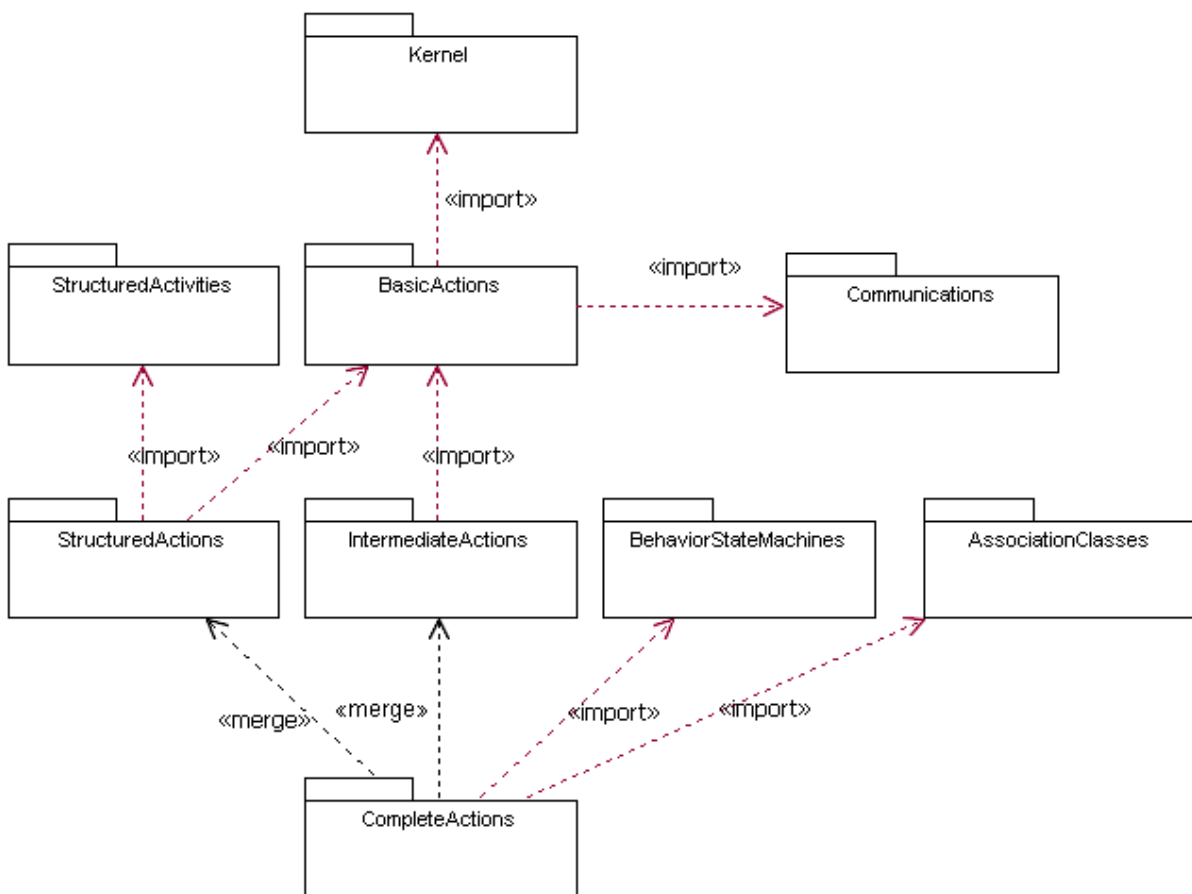 Kernel
«import»
StructuredActivities
BasicActions
«import»
Communications
«import»
«import»
«import»
StructuredActions
IntermediateActions
BehaviorStateMachines
AssociationClasses
«merge»
«merge»
«import»
«import»
CompleteActions